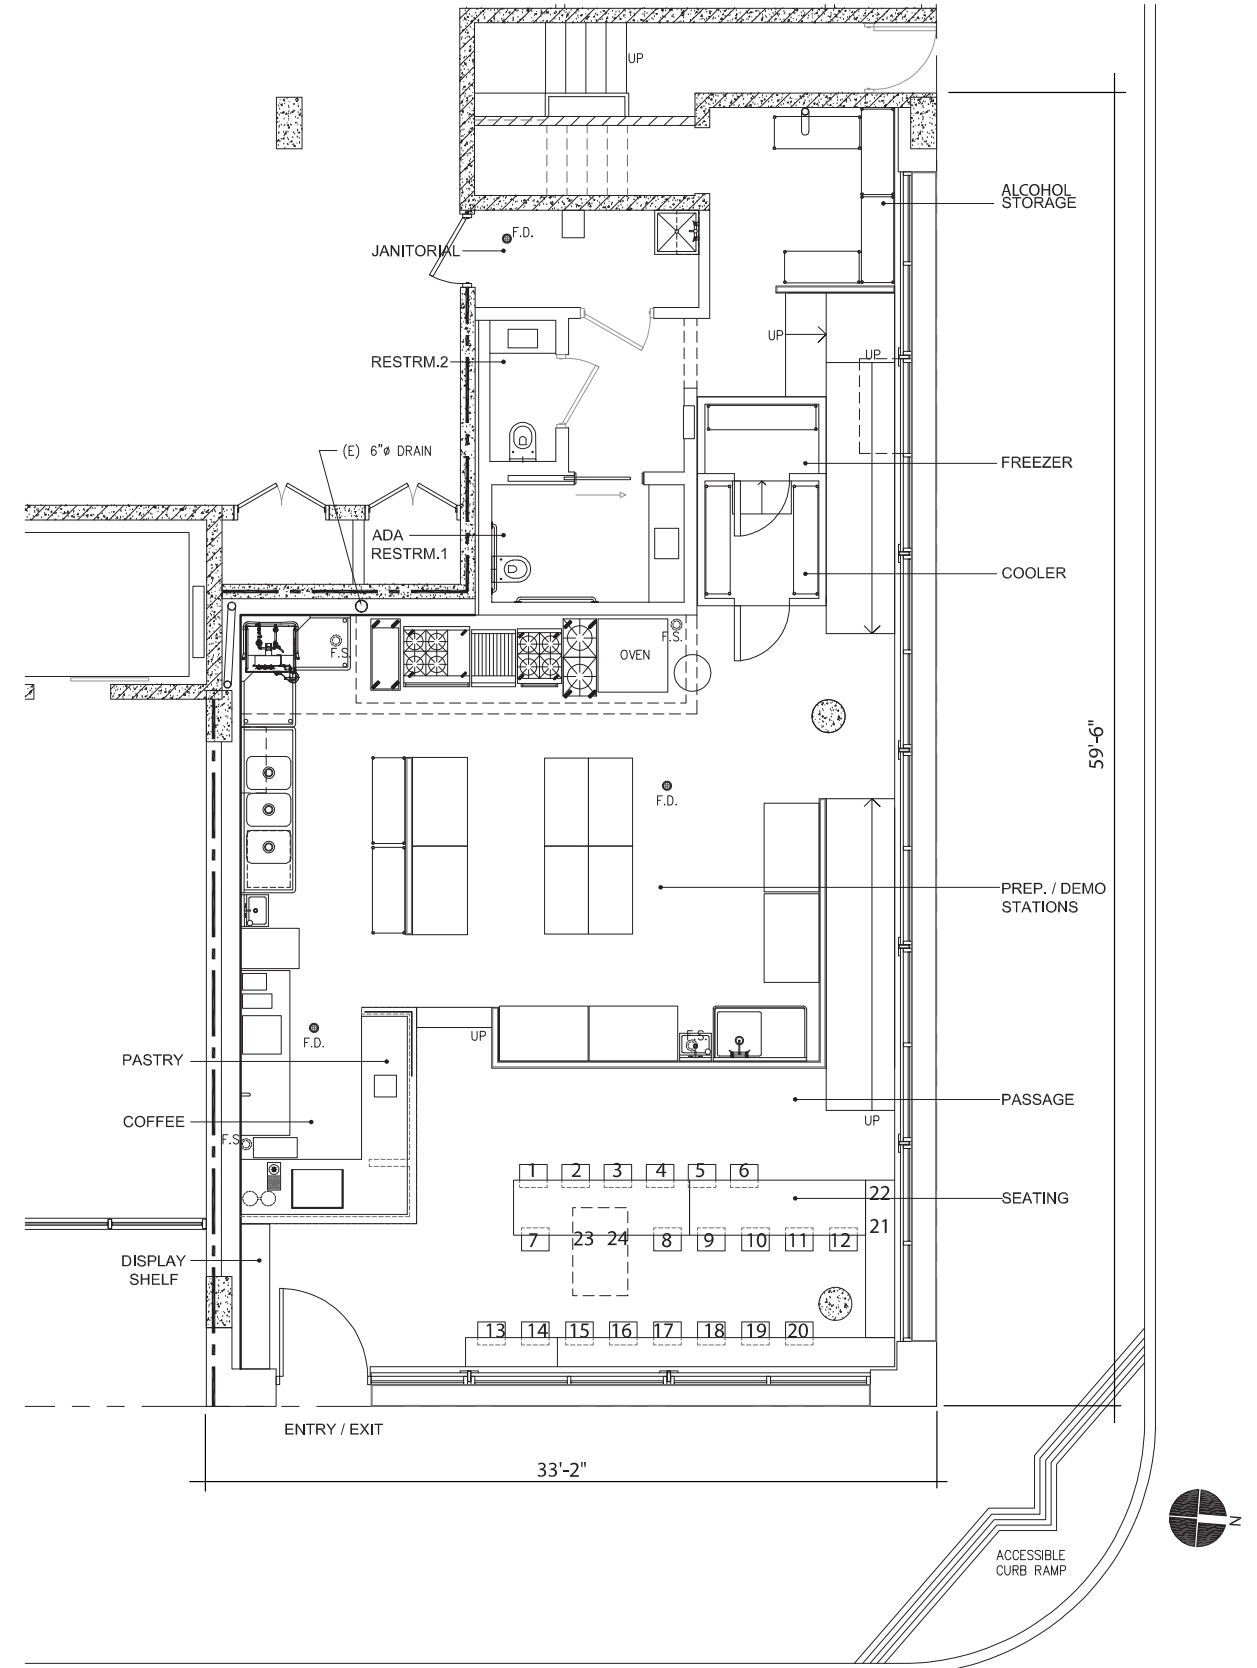 UP
ALCOHOL
STORAGE
F.D.
JANITORIAL
UP
UP
RESTRM.2
(E) 6"ø DRAIN
FREEZER
ADA
RESTRM.1
COOLER
F.S.
F.S.
OVEN
59'-6"
F.D.
PREP. / DEMO
STATIONS
F.D.
UP
F.S.
PASTRY
PASSAGE
COFFEE
UP
F.S.
1 2 3 4 5 6
22
SEATING
21
7 23 24 8 9 10 11 12
DISPLAY
SHELF
13 14 15 16 17 18 19 20
ENTRY / EXIT
33'-2"
N
ACCESSIBLE
CURB RAMP